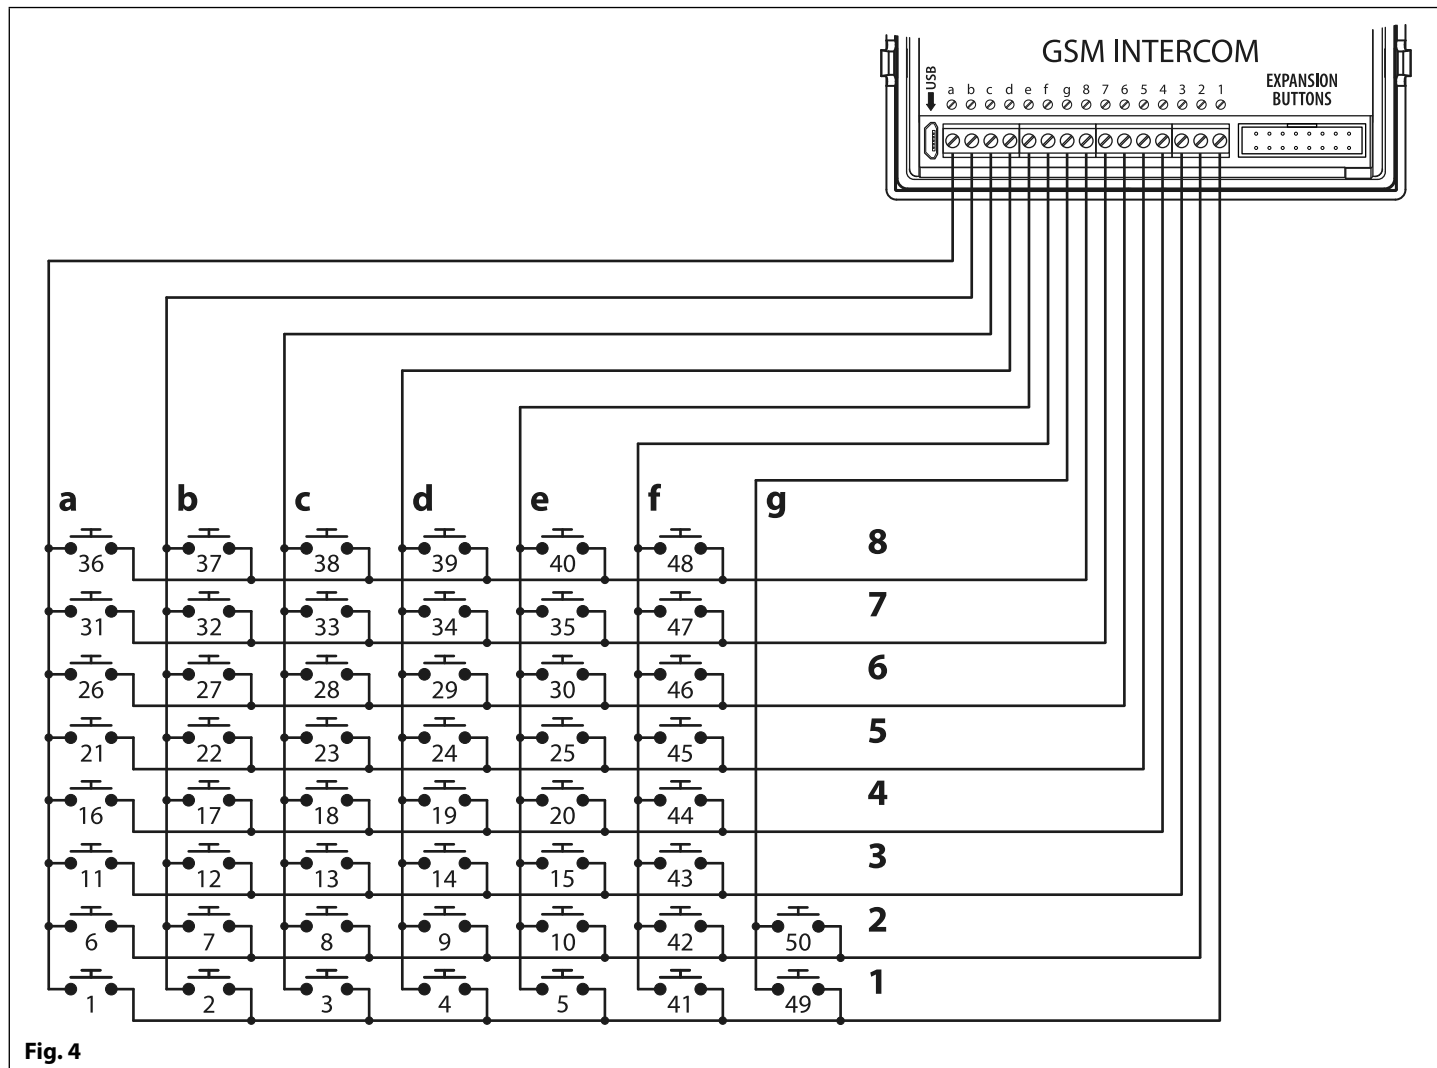 GSM INTERCOM
USB
EXPANSION
BUTTONS
a b c d e f g 8 7 6 5 4 3 2 1
a b c d e f g
8
36 37 38 39 40 48
7
31 32 33 34 35 47
6
26 27 28 29 30 46
5
21 22 23 24 25 45
4
16 17 18 19 20 44
3
11 12 13 14 15 43
2
6 7 8 9 10 42 50
1
1 2 3 4 5 41 49
Fig. 4